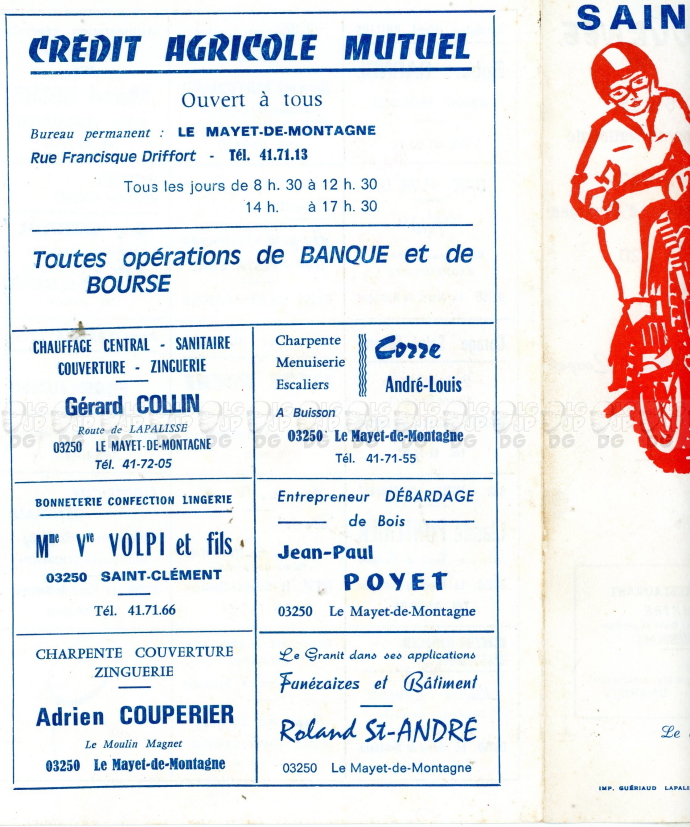 CRÉDIT AGRICOLE MUTUEL
Ouvert à tous
Bureau permanent : LE MAYET-DE-MONTAGNE
Rue Francisque Driffort - Tél. 41.71.13
Tous les jours de 8 h. 30 à 12 h. 30
14 h. à 17 h. 30
Toutes opérations de BANQUE et de
BOURSE
CHAUFFAGE CENTRAL - SANITAIRE
COUVERTURE - ZINGUERIE
Gérard COLLIN
Route de LAPALISSE
03250 LE MAYET-DE-MONTAGNE
Tél. 41-72-05
Charpente
Menuiserie
Escaliers
Corre
André-Louis
A Buisson
03250 Le Mayet-de-Montagne
Tél. 41-71-55
BONNETERIE CONFECTION LINGERIE
Mme Vve VOLPI et fils
03250 SAINT-CLÉMENT
Tél. 41.71.66
Entrepreneur DÉBARDAGE
de Bois
Jean-Paul
POYET
03250 Le Mayet-de-Montagne
CHARPENTE COUVERTURE
ZINGUERIE
Adrien COUPERIER
Le Moulin Magnet
03250 Le Mayet-de-Montagne
Le Granit dans ses applications
Funéraires et Bâtiment
Roland St-ANDRÉ
03250 Le Mayet-de-Montagne
SAIN
Le
IMP. GUÉRIAUD LAPALI